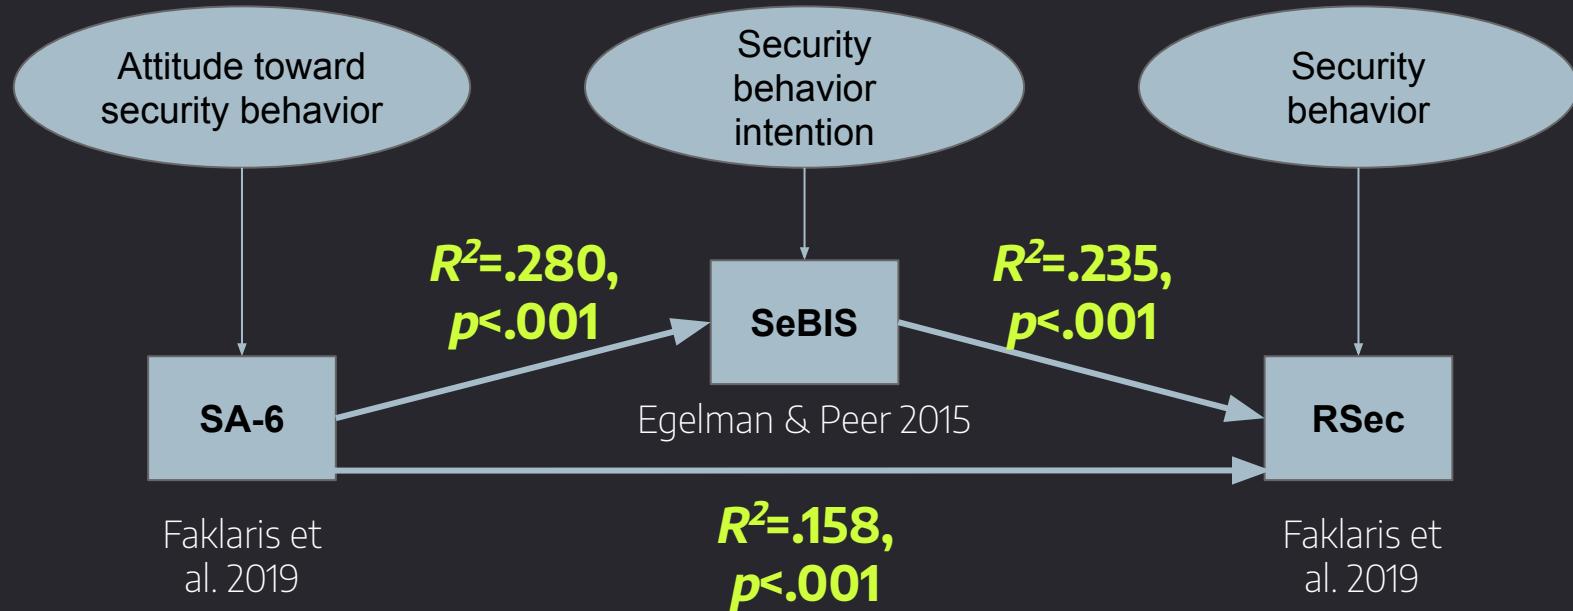 Attitude toward
security behavior
Security
behavior
intention
Security
behavior
R²=.280,
p<.001
R²=.235,
p<.001
SeBIS
SA-6
Egelman & Peer 2015
RSec
R²=.158,
p<.001
Faklaris et
al. 2019
Faklaris et
al. 2019